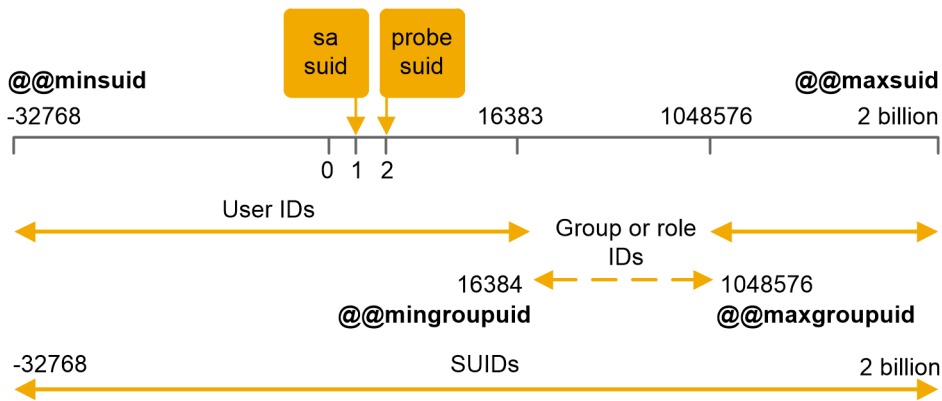 sa
suid
probe
suid
@@minsuid
@@maxsuid
-32768
16383
1048576
2 billion
0
1
2
User IDs
Group or role
IDs
16384
1048576
@@mingroupuid
@@maxgroupuid
-32768
SUIDs
2 billion